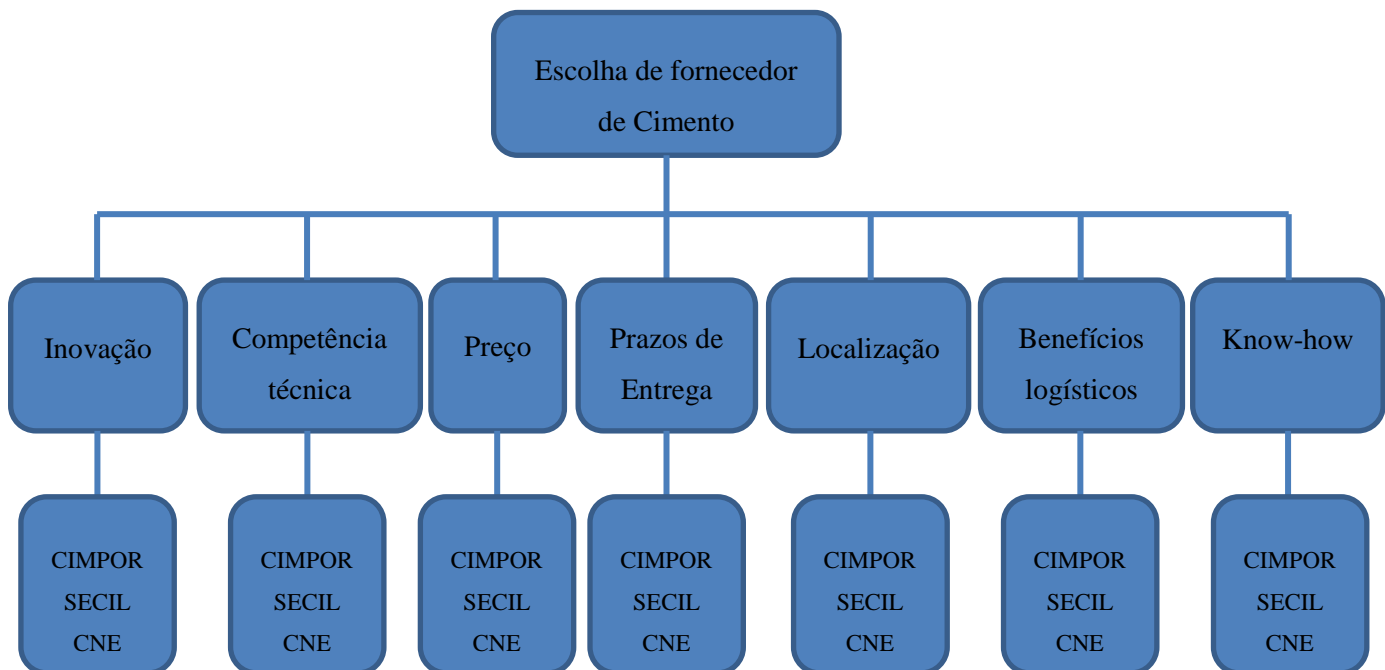 Escolha de fornecedor
de Cimento
Inovação
Competência
técnica
Preço
Prazos de
Entrega
Localização
Benefícios
logísticos
Know-how
CIMPOR
SECIL
CNE
CIMPOR
SECIL
CNE
CIMPOR
SECIL
CNE
CIMPOR
SECIL
CNE
CIMPOR
SECIL
CNE
CIMPOR
SECIL
CNE
CIMPOR
SECIL
CNE